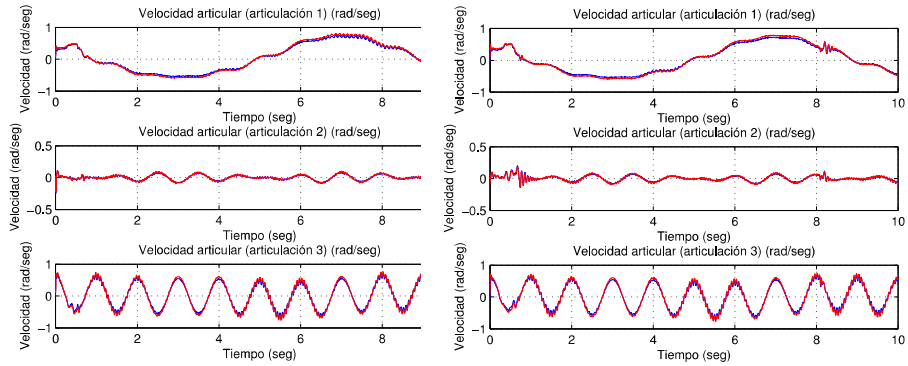 Velocidad articular (articulación 1) (rad/seg)
Velocidad (rad/seg)
1
0
−1
0 2 4 6 8
Tiempo (seg)
Velocidad articular (articulación 2) (rad/seg)
Velocidad (rad/seg)
0.5
0
−0.5
0 2 4 6 8
Tiempo (seg)
Velocidad articular (articulación 3) (rad/seg)
Velocidad (rad/seg)
1
0
−1
0 2 4 6 8
Tiempo (seg)
Velocidad articular (articulación 1) (rad/seg)
Velocidad (rad/seg)
1
0
−1
0 2 4 6 8 10
Tiempo (seg)
Velocidad articular (articulación 2) (rad/seg)
Velocidad (rad/seg)
0.5
0
−0.5
0 2 4 6 8 10
Tiempo (seg)
Velocidad articular (articulación 3) (rad/seg)
Velocidad (rad/seg)
1
0
−1
0 2 4 6 8 10
Tiempo (seg)